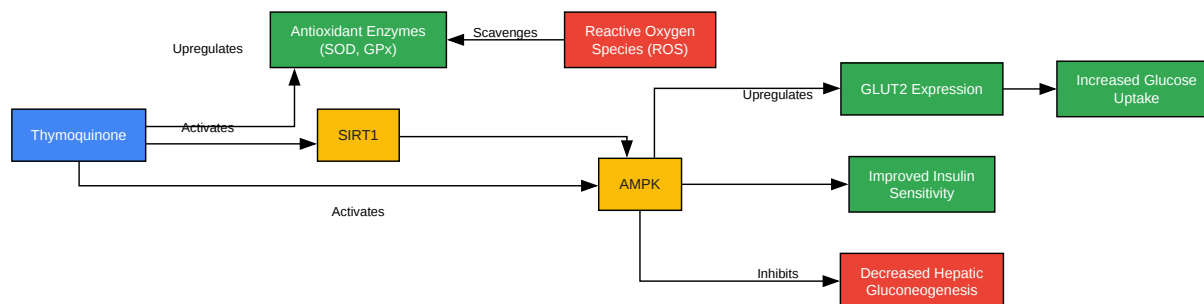 Antioxidant Enzymes
(SOD, GPx)
Scavenges
Reactive Oxygen
Species (ROS)
Upregulates
GLUT2 Expression
Increased Glucose
Uptake
Upregulates
Thymoquinone
Activates
SIRT1
AMPK
Improved Insulin
Sensitivity
Activates
Inhibits
Decreased Hepatic
Gluconeogenesis